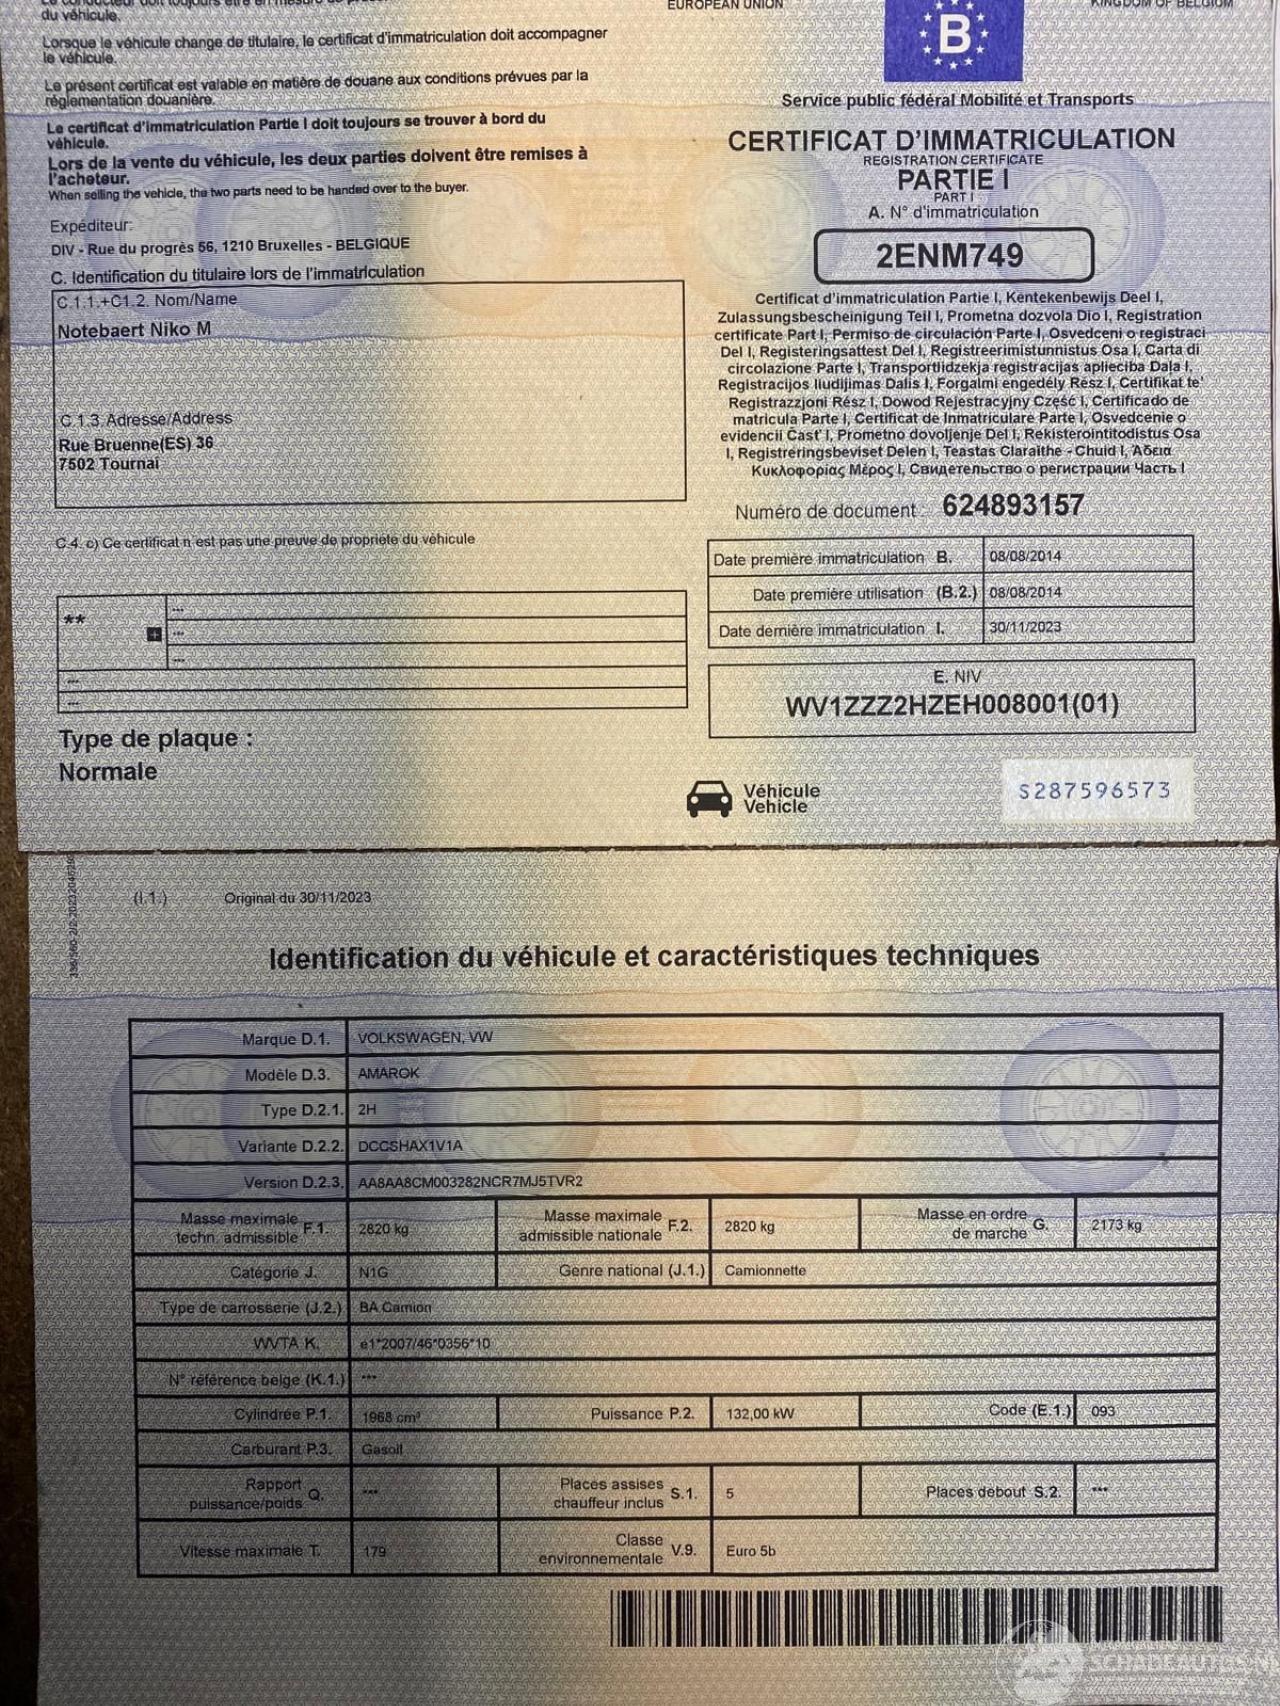 du véhicule.
Lorsque le véhicule change de titulaire, le certificat d'immatriculation doit accompagner
le véhicule.
Le présent certificat est valable en matière de douane aux conditions prévues par la
réglementation douanière.
Le certificat d'immatriculation Partie I doit toujours se trouver à bord du
véhicule.
Lors de la vente du véhicule, les deux parties doivent être remises à
l'acheteur.
When selling the vehicle, the two parts need to be handed over to the buyer.
Expéditeur:
DIV - Rue du progrès 56, 1210 Bruxelles - BELGIQUE
C. Identification du titulaire lors de l'immatriculation
C.1.1.+C1.2. Nom/Name
Notebaert Niko M
C.1.3. Adresse/Address
Rue Bruenne(ES) 36
7502 Tournai
C.4. c) Ce certificat n'est pas une preuve de propriété du véhicule
**
---
---
---
---
---
Type de plaque :
Normale
EUROPEAN UNION
KINGDOM OF BELGIUM
B
Service public fédéral Mobilité et Transports
CERTIFICAT D'IMMATRICULATION
REGISTRATION CERTIFICATE
PARTIE I
PART I
A. N° d'immatriculation
2ENM749
Certificat d'immatriculation Partie I, Kentekenbewijs Deel I,
Zulassungsbescheinigung Teil I, Prometna dozvola Dio I, Registration
certificate Part I, Permiso de circulación Parte I, Osvedceni o registraci
Del I, Registeringsattest Del I, Registreerimistunnistus Osa I, Carta di
circolazione Parte I, Transportlidzekja registracijas aplieciba Daļa I,
Registracijos liudijimas Dalis I, Forgalmi engedély Rész I, Certifikat te'
Registrazzjoni Rész I, Dowod Rejestracyjny Część I, Certificado de
matricula Parte I, Certificat de Inmatriculare Parte I, Osvedcenie o
evidencii Čast' I, Prometno dovoljenje Del I, Rekisterointitodistus Osa
I, Registreringsbeviset Delen I, Teastas Claraithe - Chuid I, Άδεια
Κυκλοφορίας Μέρος I, Свидетельство о регистрации Часть I
Numéro de document : 624893157
Date première immatriculation B. 08/08/2014
Date première utilisation (B.2.) 08/08/2014
Date dernière immatriculation I. 30/11/2023
E. NIV
WV1ZZZ2HZEH008001(01)
Véhicule
Vehicle
S287596573
(I.1.) Original du 30/11/2023
Identification du véhicule et caractéristiques techniques
Marque D.1. VOLKSWAGEN, VW
Modèle D.3. AMAROK
Type D.2.1. 2H
Variante D.2.2. DCCSHAX1V1A
Version D.2.3. AA8AA8CM003282NCR7MJ5TVR2
Masse maximale techn. admissible F.1. 2820 kg Masse maximale admissible nationale F.2. 2820 kg Masse en ordre de marche G. 2173 kg
Catégorie J. N1G Genre national (J.1.) Camionnette
Type de carrosserie (J.2.) BA Camion
WVTA K. e1*2007/46*0356*10
N° référence belge (K.1.) ---
Cylindrée P.1. 1968 cm³ Puissance P.2. 132,00 kW Code (E.1.) 093
Carburant P.3. Gasoil
Rapport puissance/poids Q. --- Places assises chauffeur inclus S.1. 5 Places debout S.2. ---
Vitesse maximale T. 179 Classe environnementale V.9. Euro 5b
SCHADEAUTOS.NL